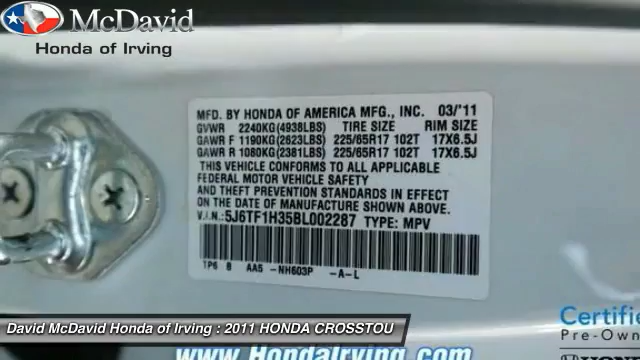 McDavid
Honda of Irving
MFD. BY HONDA OF AMERICA MFG., INC. 03/'11
GVWR 2240KG(4938LBS) TIRE SIZE RIM SIZE
GAWR F 1190KG(2623LBS) 225/65R17 102T 17X6.5J
GAWR R 1080KG(2381LBS) 225/65R17 102T 17X6.5J
THIS VEHICLE CONFORMS TO ALL APPLICABLE
FEDERAL MOTOR VEHICLE SAFETY
AND THEFT PREVENTION STANDARDS IN EFFECT
ON THE DATE OF MANUFACTURE SHOWN ABOVE.
V.I.N.: 5J6TF1H35BL002287 TYPE: MPV
TP6 8 AA5 -NH603P -A-L
Certifie
Pre-Owne
David McDavid Honda of Irving : 2011 HONDA CROSSTOU
www.HondaIrving.com